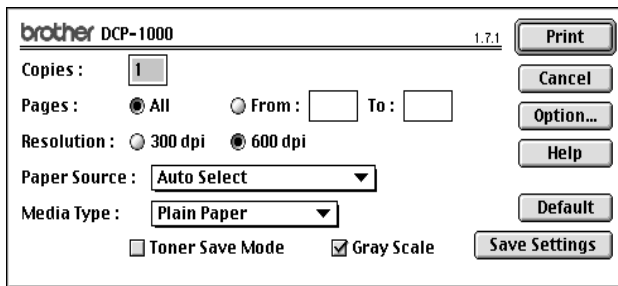 brother DCP-1000 1.7.1 Print
Copies : 1 Cancel
Pages : All From : To : Option...
Resolution : 300 dpi 600 dpi Help
Paper Source : Auto Select
Media Type : Plain Paper Default
Toner Save Mode Gray Scale Save Settings